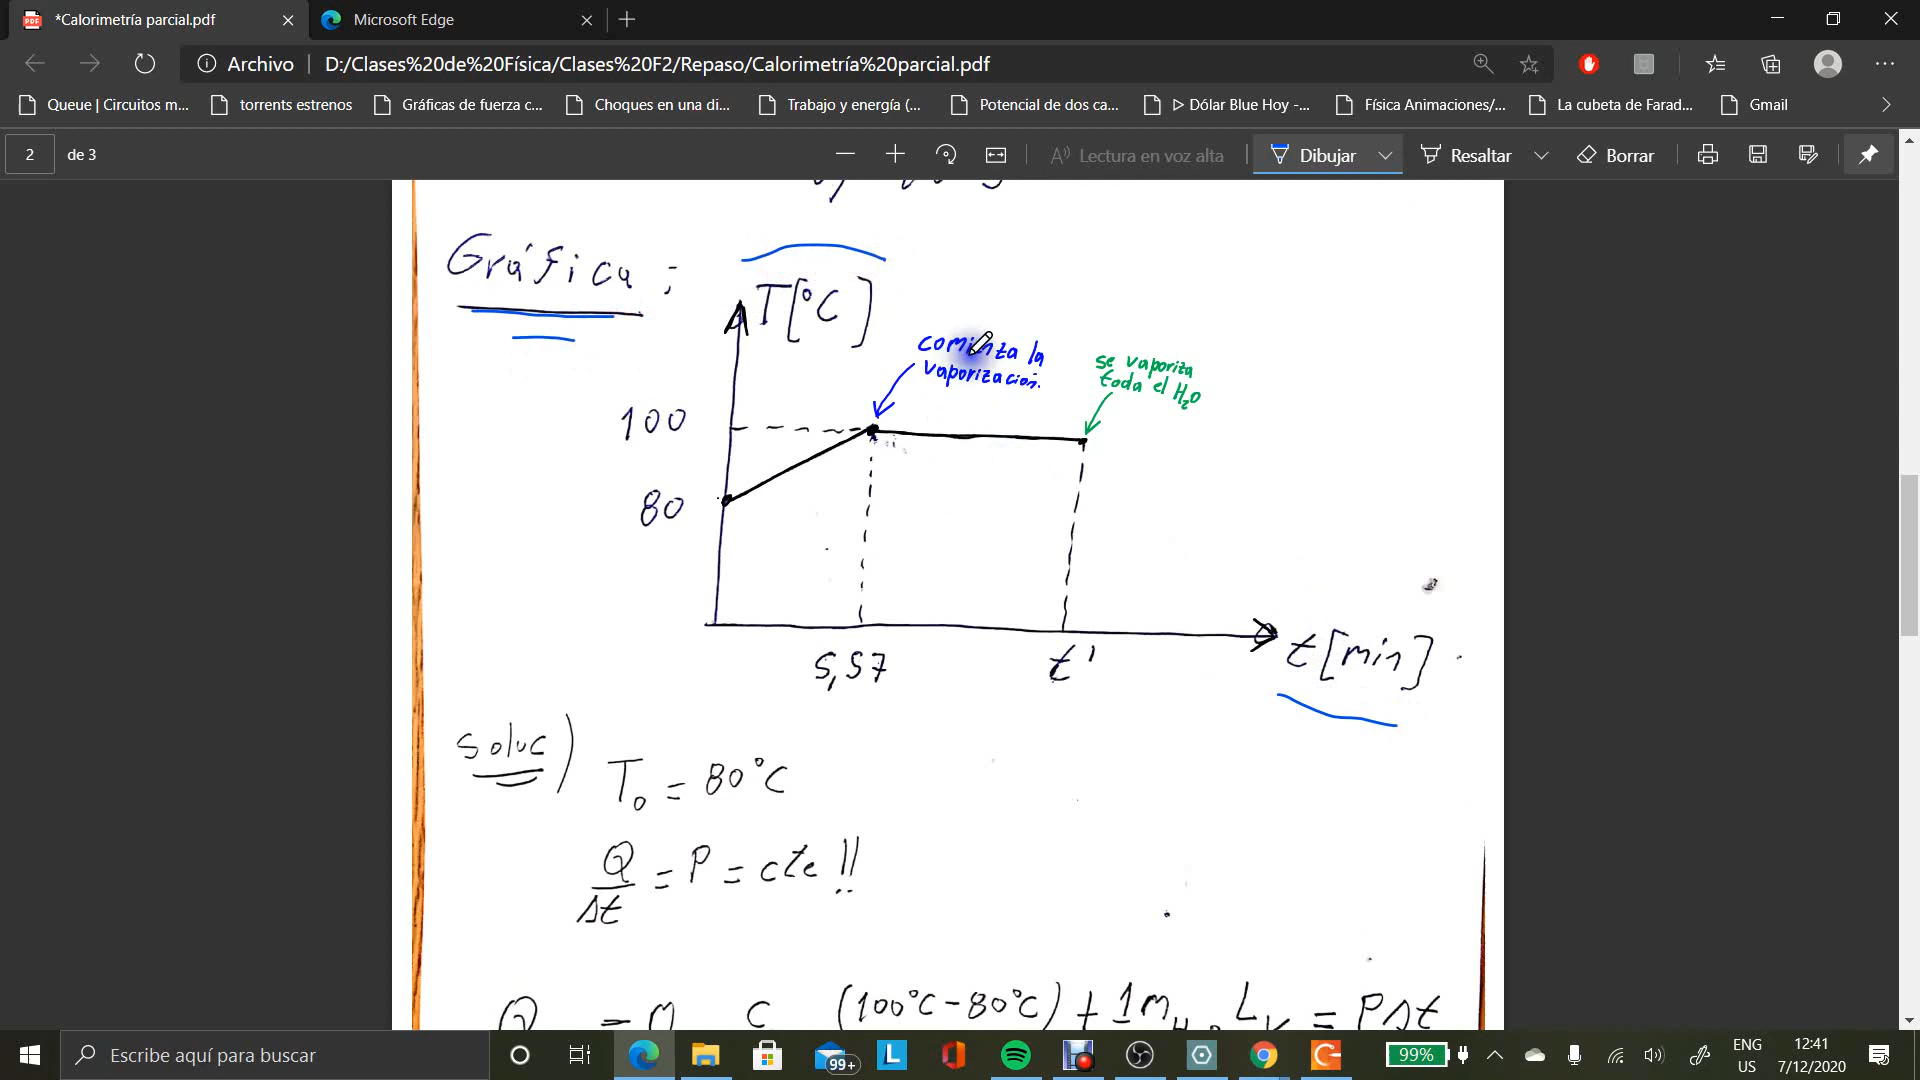 *Calorimetría parcial.pdf
Microsoft Edge
Archivo
D:/Clases%20de%20Física/Clases%20F2/Repaso/Calorimetría%20parcial.pdf
Queue | Circuitos m...
torrents estrenos
Gráficas de fuerza c...
Choques en una di...
Trabajo y energía (...
Potencial de dos ca...
ᐅ Dólar Blue Hoy -...
Física Animaciones/...
La cubeta de Farad...
Gmail
2
de 3
Lectura en voz alta
Dibujar
Resaltar
Borrar
Gráfica :
T[°C]
comienza la
vaporización.
se vaporiza
toda el H₂O
100
80
5,57
t'
t[min]
soluc)
T₀ = 80°C
Q/Δt = P = cte !!
(100°C - 80°C) +
= PΔt
Escribe aquí para buscar
99+
99%
ENG
US
12:41
7/12/2020